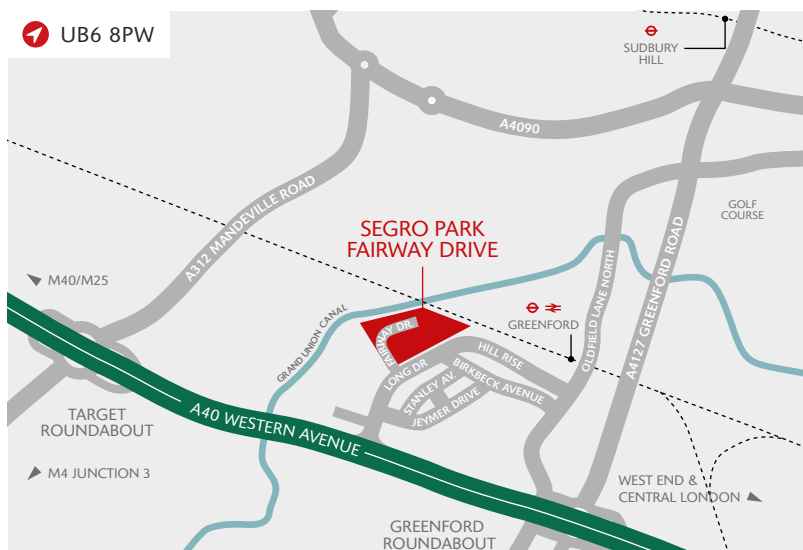 UB6 8PW
SUDBURY
HILL
A4090
A312 MANDEVILLE ROAD
GOLF
COURSE
SEGRO PARK
FAIRWAY DRIVE
M40/M25
GRAND UNION CANAL
FAIRWAY DR
GREENFORD
OLDFIELD LANE NORTH
A4127 GREENFORD ROAD
HILL RISE
LONG DR
BIRKBECK AVENUE
STANLEY AV.
JEYMER DRIVE
TARGET
ROUNDABOUT
A40 WESTERN AVENUE
M4 JUNCTION 3
WEST END &
CENTRAL LONDON
GREENFORD
ROUNDABOUT